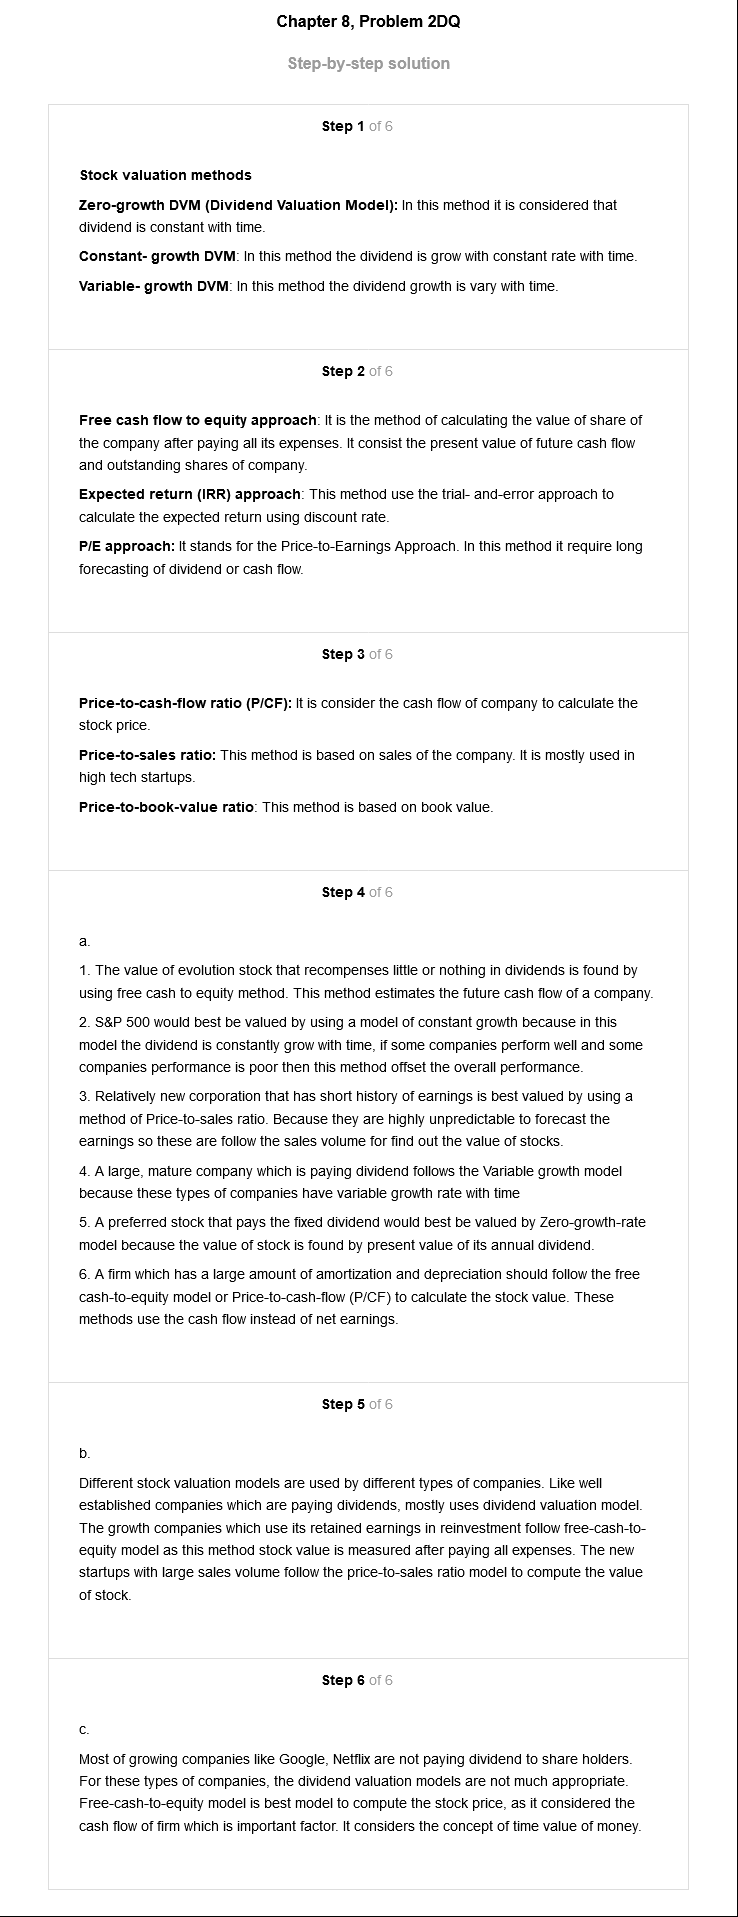 Chapter 8, Problem 2DQ
Step-by-step solution
Step 1 of 6
Stock valuation methods
Zero-growth DVM (Dividend Valuation Model): In this method it is considered that
dividend is constant with time.
Constant- growth DVM: In this method the dividend is grow with constant rate with time.
Variable- growth DVM: In this method the dividend growth is vary with time.
Step 2 of 6
Free cash flow to equity approach: It is the method of calculating the value of share of
the company after paying all its expenses. It consist the present value of future cash flow
and outstanding shares of company.
Expected return (IRR) approach: This method use the trial- and-error approach to
calculate the expected return using discount rate.
P/E approach: It stands for the Price-to-Earnings Approach. In this method it require long
forecasting of dividend or cash flow.
Step 3 of 6
Price-to-cash-flow ratio (P/CF): It is consider the cash flow of company to calculate the
stock price.
Price-to-sales ratio: This method is based on sales of the company. It is mostly used in
high tech startups.
Price-to-book-value ratio: This method is based on book value.
Step 4 of 6
a.
1. The value of evolution stock that recompenses little or nothing in dividends is found by
using free cash to equity method. This method estimates the future cash flow of a company.
2. S&P 500 would best be valued by using a model of constant growth because in this
model the dividend is constantly grow with time, if some companies perform well and some
companies performance is poor then this method offset the overall performance.
3. Relatively new corporation that has short history of earnings is best valued by using a
method of Price-to-sales ratio. Because they are highly unpredictable to forecast the
earnings so these are follow the sales volume for find out the value of stocks.
4. A large, mature company which is paying dividend follows the Variable growth model
because these types of companies have variable growth rate with time
5. A preferred stock that pays the fixed dividend would best be valued by Zero-growth-rate
model because the value of stock is found by present value of its annual dividend.
6. A firm which has a large amount of amortization and depreciation should follow the free
cash-to-equity model or Price-to-cash-flow (P/CF) to calculate the stock value. These
methods use the cash flow instead of net earnings.
Step 5 of 6
b.
Different stock valuation models are used by different types of companies. Like well
established companies which are paying dividends, mostly uses dividend valuation model.
The growth companies which use its retained earnings in reinvestment follow free-cash-to-
equity model as this method stock value is measured after paying all expenses. The new
startups with large sales volume follow the price-to-sales ratio model to compute the value
of stock.
Step 6 of 6
c.
Most of growing companies like Google, Netflix are not paying dividend to share holders.
For these types of companies, the dividend valuation models are not much appropriate.
Free-cash-to-equity model is best model to compute the stock price, as it considered the
cash flow of firm which is important factor. It considers the concept of time value of money.